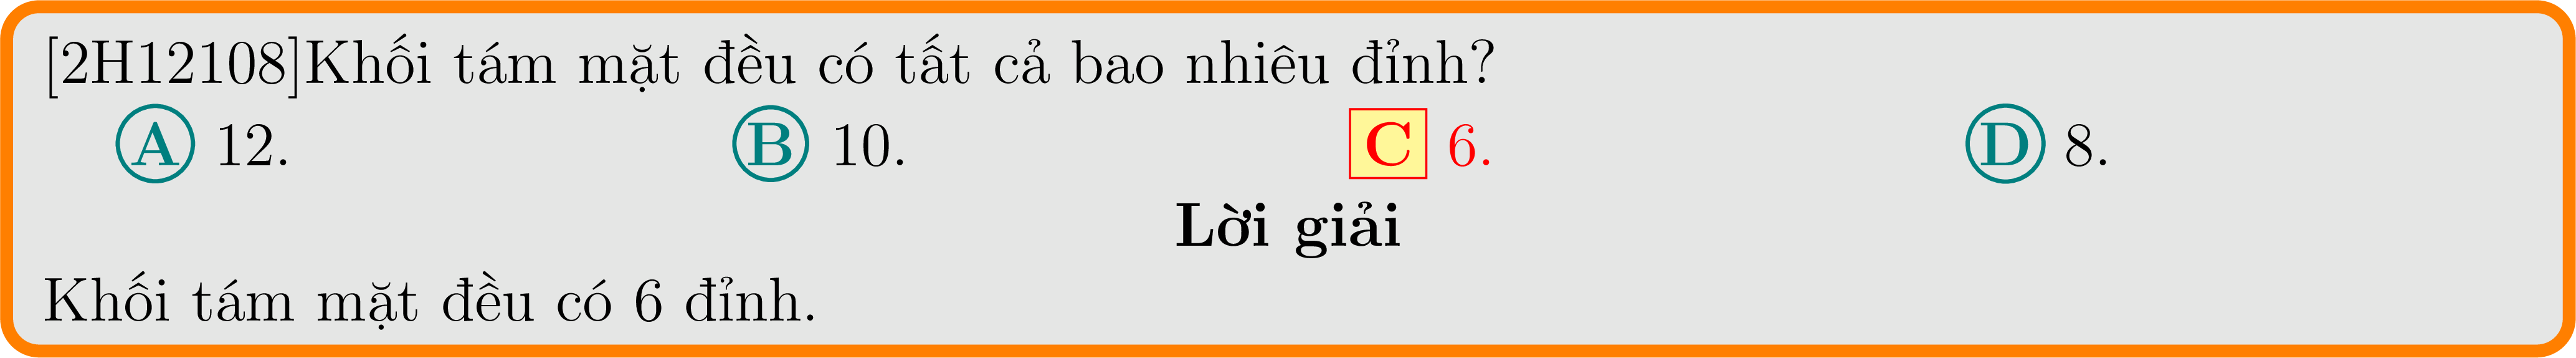 [2H12108]Khối tám mặt đều có tất cả bao nhiêu đỉnh?
A 12. B 10. C 6. D 8.
Lời giải
Khối tám mặt đều có 6 đỉnh.